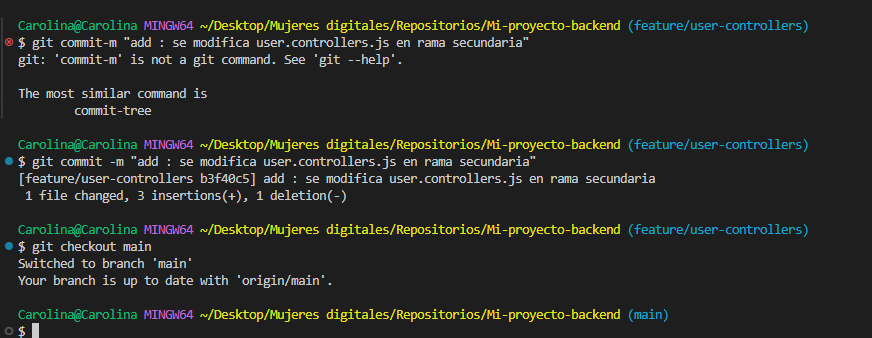 Carolina@Carolina MINGW64 ~/Desktop/Mujeres digitales/Repositorios/Mi-proyecto-backend (feature/user-controllers)
$ git commit-m "add : se modifica user.controllers.js en rama secundaria"
git: 'commit-m' is not a git command. See 'git --help'.

The most similar command is
        commit-tree

Carolina@Carolina MINGW64 ~/Desktop/Mujeres digitales/Repositorios/Mi-proyecto-backend (feature/user-controllers)
$ git commit -m "add : se modifica user.controllers.js en rama secundaria"
[feature/user-controllers b3f40c5] add : se modifica user.controllers.js en rama secundaria
 1 file changed, 3 insertions(+), 1 deletion(-)

Carolina@Carolina MINGW64 ~/Desktop/Mujeres digitales/Repositorios/Mi-proyecto-backend (feature/user-controllers)
$ git checkout main
Switched to branch 'main'
Your branch is up to date with 'origin/main'.

Carolina@Carolina MINGW64 ~/Desktop/Mujeres digitales/Repositorios/Mi-proyecto-backend (main)
$